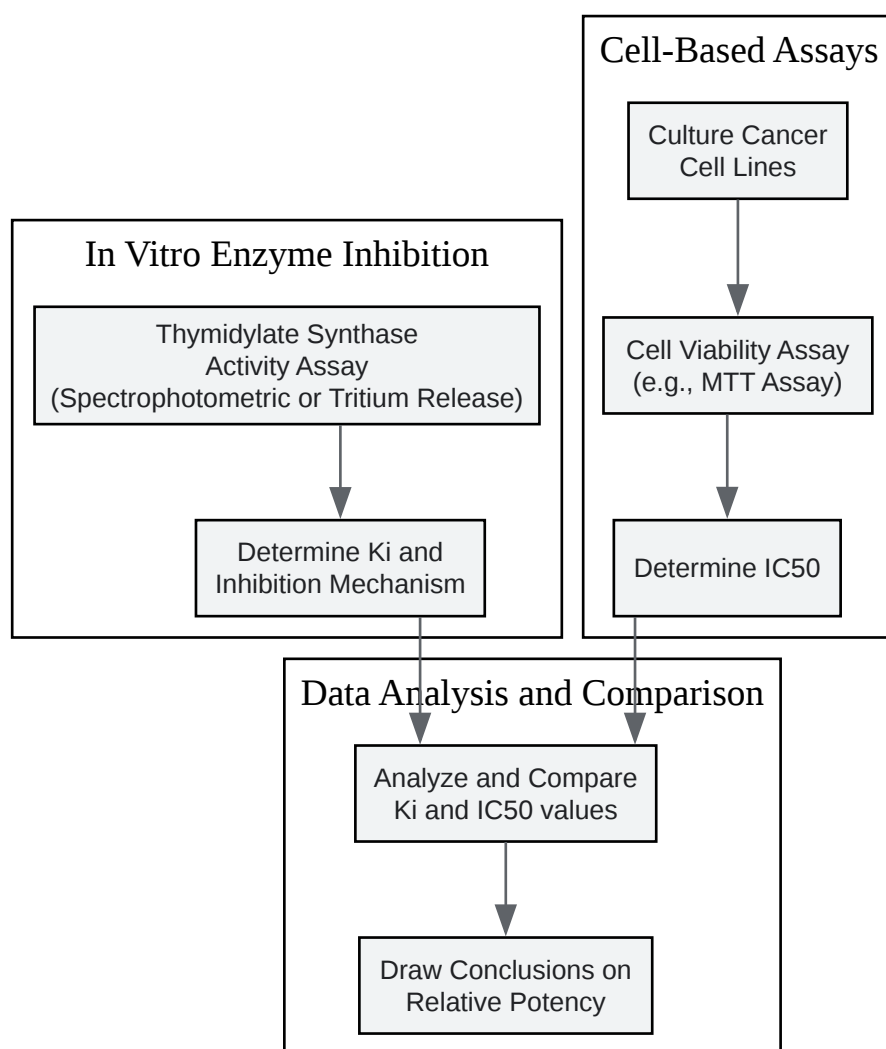 Cell-Based Assays
Culture Cancer
Cell Lines
Cell Viability Assay
(e.g., MTT Assay)
Determine IC50
In Vitro Enzyme Inhibition
Thymidylate Synthase
Activity Assay
(Spectrophotometric or Tritium Release)
Determine Ki and
Inhibition Mechanism
Data Analysis and Comparison
Analyze and Compare
Ki and IC50 values
Draw Conclusions on
Relative Potency